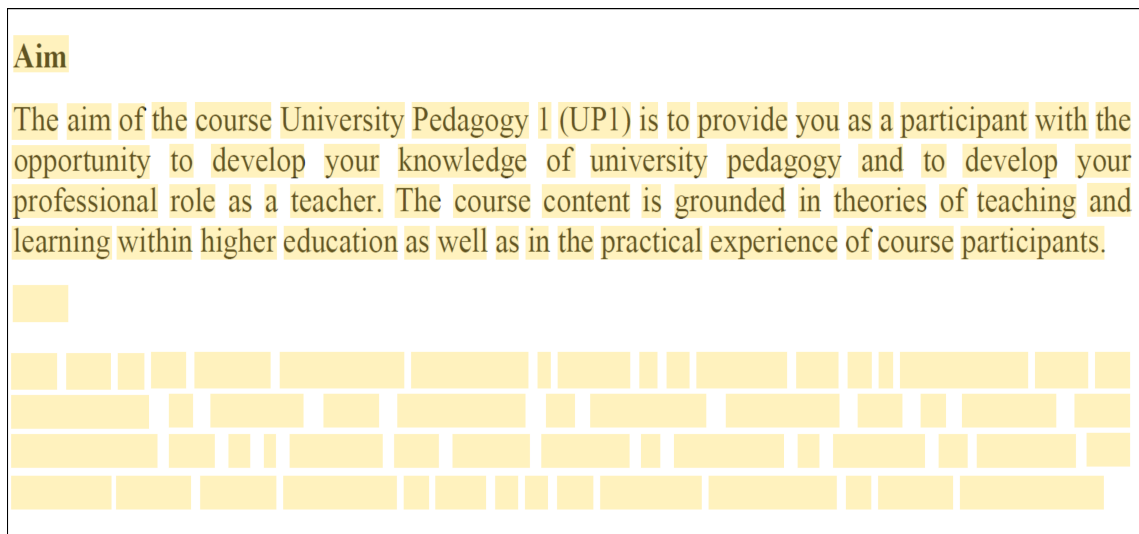 Aim
The aim of the course University Pedagogy 1 (UP1) is to provide you as a participant with the
opportunity to develop your knowledge of university pedagogy and to develop your
professional role as a teacher. The course content is grounded in theories of teaching and
learning within higher education as well as in the practical experience of course participants.